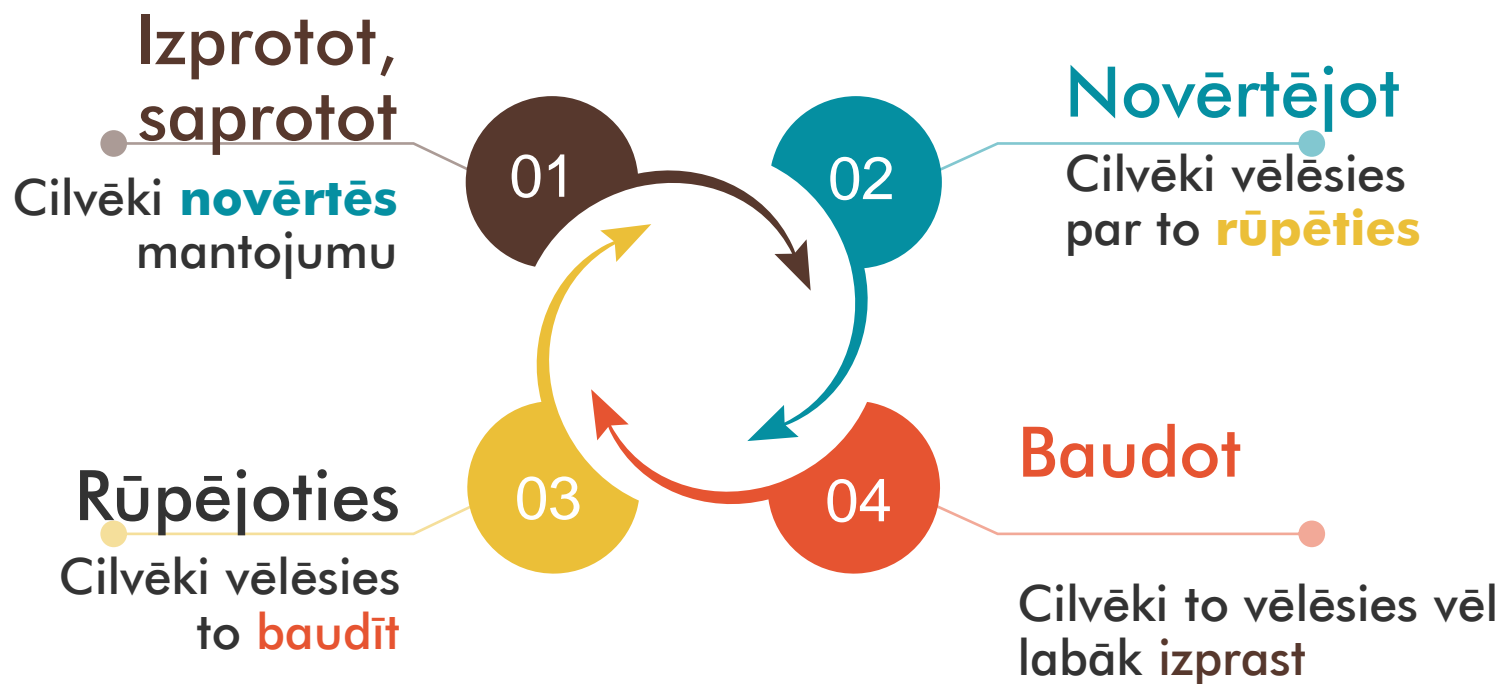 Izprotot,
saprotot
01
Cilvēki novērtēs
mantojumu
02
Novērtējot
Cilvēki vēlēsies
par to rūpēties
Rūpējoties
03
Cilvēki vēlēsies
to baudīt
04
Baudot
Cilvēki to vēlēsies vēl
labāk izprast